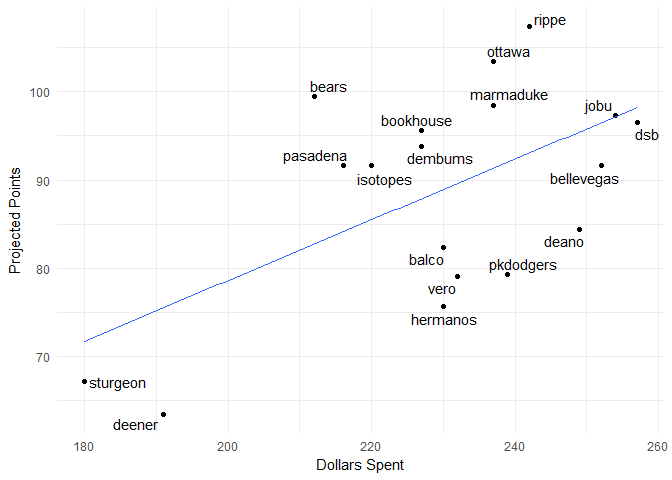 rippe
ottawa
bears
marmaduke
100
jobu
bookhouse
dsb
pasadena
dembums
isotopes
bellevegas
90
Projected Points
deano
balco
pkdodgers
80
vero
hermanos
70
sturgeon
deener
180
200
220
240
260
Dollars Spent